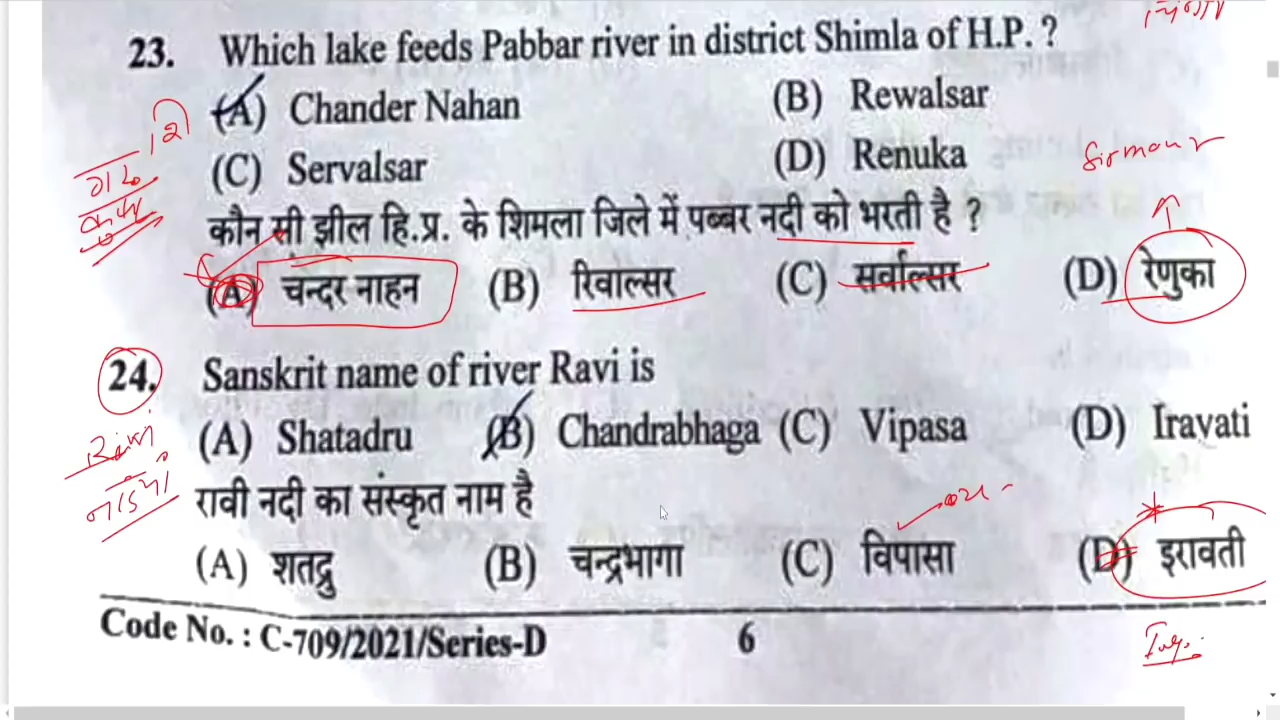 23. Which lake feeds Pabbar river in district Shimla of H.P. ?
(A) Chander Nahan (B) Rewalsar
(C) Servalsar (D) Renuka
Sirmour
कौन सी झील हि.प्र. के शिमला जिले में पब्बर नदी को भरती है ?
(A) चन्दर नाहन (B) रिवाल्सर (C) सर्वाल्सर (D) रेणुका
24. Sanskrit name of river Ravi is
(A) Shatadru (B) Chandrabhaga (C) Vipasa (D) Iravati
रावी नदी का संस्कृत नाम है
(A) शतद्रु (B) चन्द्रभागा (C) विपासा (D) इरावती
Code No. : C-709/2021/Series-D 6